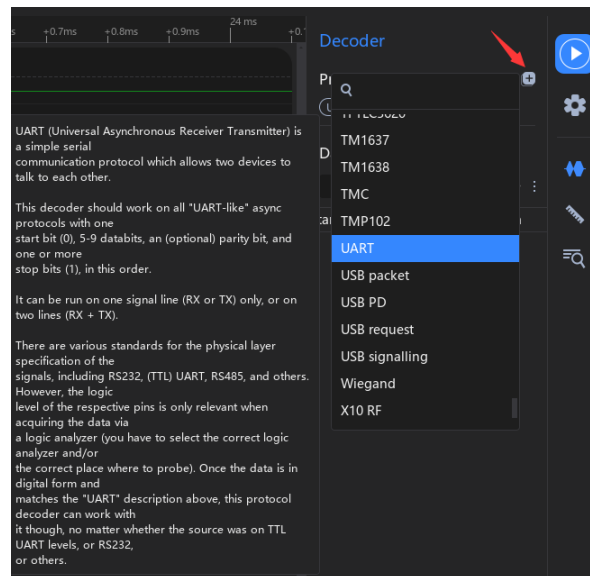 s +0.7ms +0.8ms +0.9ms 24 ms +0.
Decoder
TM1637
TM1638
TMC
TMP102
UART
USB packet
USB PD
USB request
USB signalling
Wiegand
X10 RF
UART (Universal Asynchronous Receiver Transmitter) is
a simple serial
communication protocol which allows two devices to
talk to each other.
This decoder should work on all "UART-like" async
protocols with one
start bit (0), 5-9 databits, an (optional) parity bit, and
one or more
stop bits (1), in this order.
It can be run on one signal line (RX or TX) only, or on
two lines (RX + TX).
There are various standards for the physical layer
specification of the
signals, including RS232, (TTL) UART, RS485, and others.
However, the logic
level of the respective pins is only relevant when
acquiring the data via
a logic analyzer (you have to select the correct logic
analyzer and/or
the correct place where to probe). Once the data is in
digital form and
matches the "UART" description above, this protocol
decoder can work with
it though, no matter whether the source was on TTL
UART levels, or RS232,
or others.